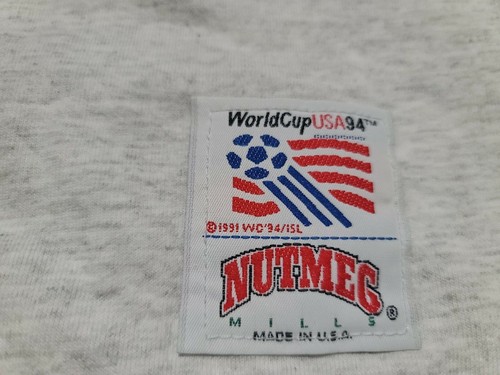 WorldCupUSA94™
©1991 WC'94/ISL
NUTMEG®
MILLS
MADE IN U.S.A.